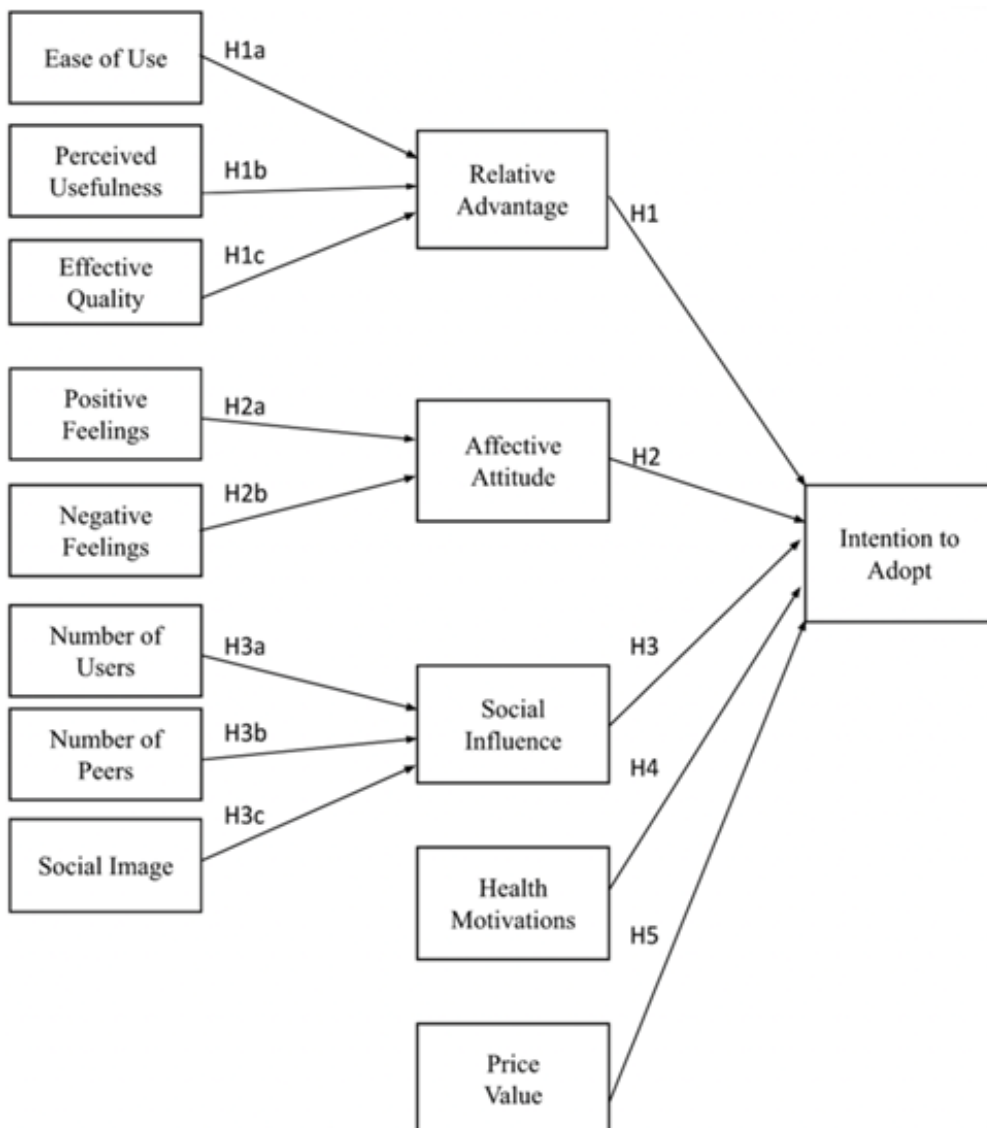 Ease of Use
H1a
Perceived
Usefulness
H1b
Effective
Quality
H1c
Relative
Advantage
H1
Positive
Feelings
H2a
Negative
Feelings
H2b
Affective
Attitude
H2
Intention to
Adopt
Number of
Users
H3a
Number of
Peers
H3b
Social Image
H3c
Social
Influence
H3
Health
Motivations
H4
Price
Value
H5